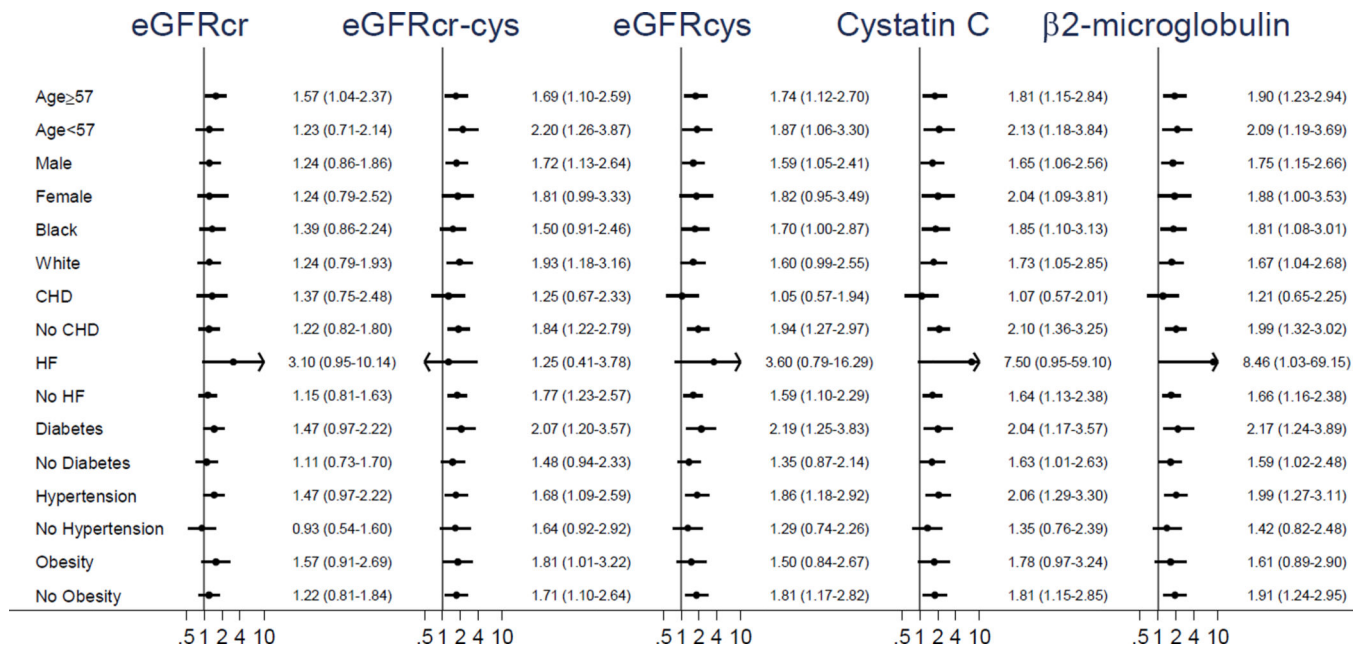 eGFRcr eGFRcr-cys eGFRcys Cystatin C β2-microglobulin
Age≥57 1.57 (1.04-2.37) 1.69 (1.10-2.59) 1.74 (1.12-2.70) 1.81 (1.15-2.84) 1.90 (1.23-2.94)
Age<57 1.23 (0.71-2.14) 2.20 (1.26-3.87) 1.87 (1.06-3.30) 2.13 (1.18-3.84) 2.09 (1.19-3.69)
Male 1.24 (0.86-1.86) 1.72 (1.13-2.64) 1.59 (1.05-2.41) 1.65 (1.06-2.56) 1.75 (1.15-2.66)
Female 1.24 (0.79-2.52) 1.81 (0.99-3.33) 1.82 (0.95-3.49) 2.04 (1.09-3.81) 1.88 (1.00-3.53)
Black 1.39 (0.86-2.24) 1.50 (0.91-2.46) 1.70 (1.00-2.87) 1.85 (1.10-3.13) 1.81 (1.08-3.01)
White 1.24 (0.79-1.93) 1.93 (1.18-3.16) 1.60 (0.99-2.55) 1.73 (1.05-2.85) 1.67 (1.04-2.68)
CHD 1.37 (0.75-2.48) 1.25 (0.67-2.33) 1.05 (0.57-1.94) 1.07 (0.57-2.01) 1.21 (0.65-2.25)
No CHD 1.22 (0.82-1.80) 1.84 (1.22-2.79) 1.94 (1.27-2.97) 2.10 (1.36-3.25) 1.99 (1.32-3.02)
HF 3.10 (0.95-10.14) 1.25 (0.41-3.78) 3.60 (0.79-16.29) 7.50 (0.95-59.10) 8.46 (1.03-69.15)
No HF 1.15 (0.81-1.63) 1.77 (1.23-2.57) 1.59 (1.10-2.29) 1.64 (1.13-2.38) 1.66 (1.16-2.38)
Diabetes 1.47 (0.97-2.22) 2.07 (1.20-3.57) 2.19 (1.25-3.83) 2.04 (1.17-3.57) 2.17 (1.24-3.89)
No Diabetes 1.11 (0.73-1.70) 1.48 (0.94-2.33) 1.35 (0.87-2.14) 1.63 (1.01-2.63) 1.59 (1.02-2.48)
Hypertension 1.47 (0.97-2.22) 1.68 (1.09-2.59) 1.86 (1.18-2.92) 2.06 (1.29-3.30) 1.99 (1.27-3.11)
No Hypertension 0.93 (0.54-1.60) 1.64 (0.92-2.92) 1.29 (0.74-2.26) 1.35 (0.76-2.39) 1.42 (0.82-2.48)
Obesity 1.57 (0.91-2.69) 1.81 (1.01-3.22) 1.50 (0.84-2.67) 1.78 (0.97-3.24) 1.61 (0.89-2.90)
No Obesity 1.22 (0.81-1.84) 1.71 (1.10-2.64) 1.81 (1.17-2.82) 1.81 (1.15-2.85) 1.91 (1.24-2.95)
.5 1 2 4 10 .5 1 2 4 10 .5 1 2 4 10 .5 1 2 4 10 .5 1 2 4 10